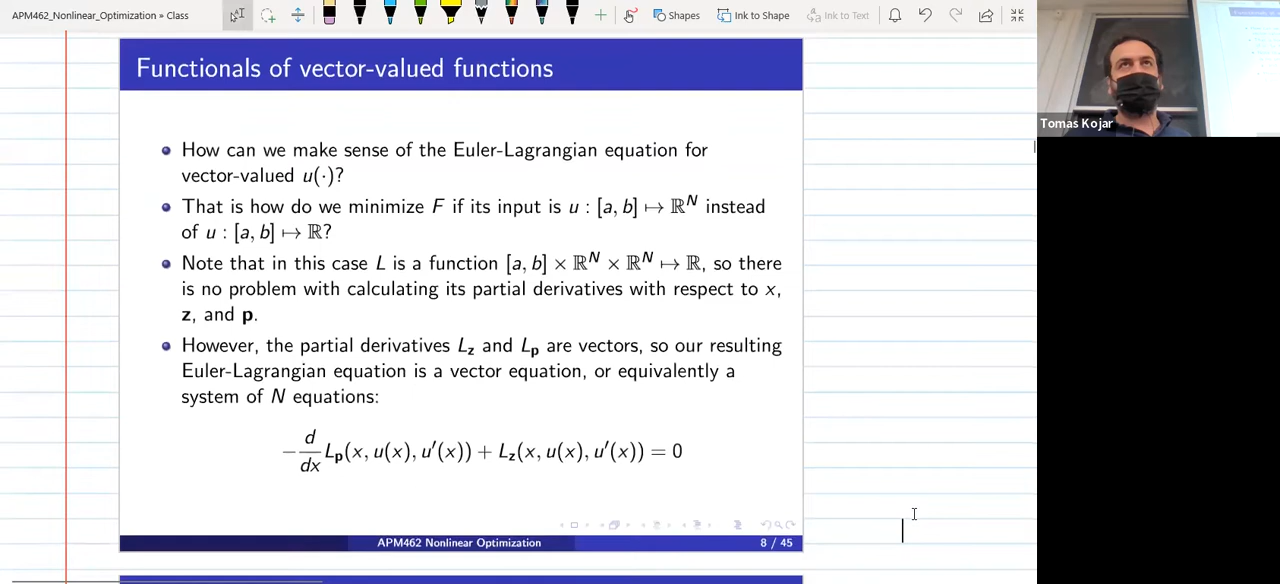 APM462_Nonlinear_Optimization » Class
Shapes
Ink to Shape
Ink to Text
Functionals of vector-valued functions
Tomas Kojar
How can we make sense of the Euler-Lagrangian equation for
vector-valued u(·)?
That is how do we minimize F if its input is u : [a, b] ↦ ℝᴺ instead
of u : [a, b] ↦ ℝ?
Note that in this case L is a function [a, b] × ℝᴺ × ℝᴺ ↦ ℝ, so there
is no problem with calculating its partial derivatives with respect to x,
z, and p.
However, the partial derivatives L_z and L_p are vectors, so our resulting
Euler-Lagrangian equation is a vector equation, or equivalently a
system of N equations:
− d/dx L_p(x, u(x), u′(x)) + L_z(x, u(x), u′(x)) = 0
APM462 Nonlinear Optimization
8 / 45